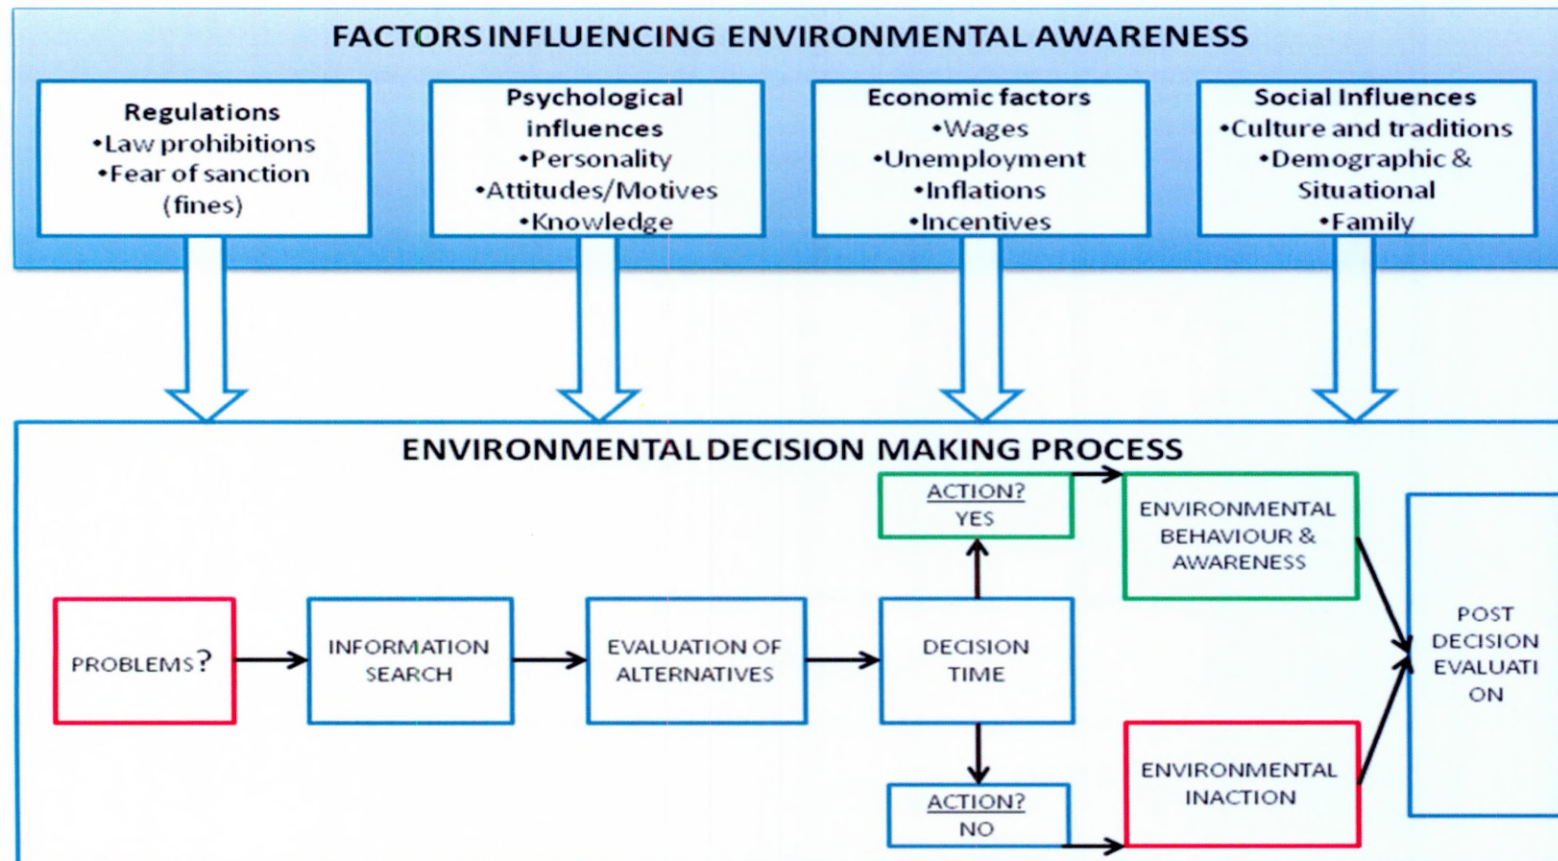 FACTORS INFLUENCING ENVIRONMENTAL AWARENESS
Regulations
•Law prohibitions
•Fear of sanction
(fines)
Psychological
influences
•Personality
•Attitudes/Motives
•Knowledge
Economic factors
•Wages
•Unemployment
•Inflations
•Incentives
Social Influences
•Culture and traditions
•Demographic &
Situational
•Family
ENVIRONMENTAL DECISION MAKING PROCESS
PROBLEMS?
INFORMATION
SEARCH
EVALUATION OF
ALTERNATIVES
DECISION
TIME
ACTION?
YES
ENVIRONMENTAL
BEHAVIOUR &
AWARENESS
ACTION?
NO
ENVIRONMENTAL
INACTION
POST
DECISION
EVALUATI
ON